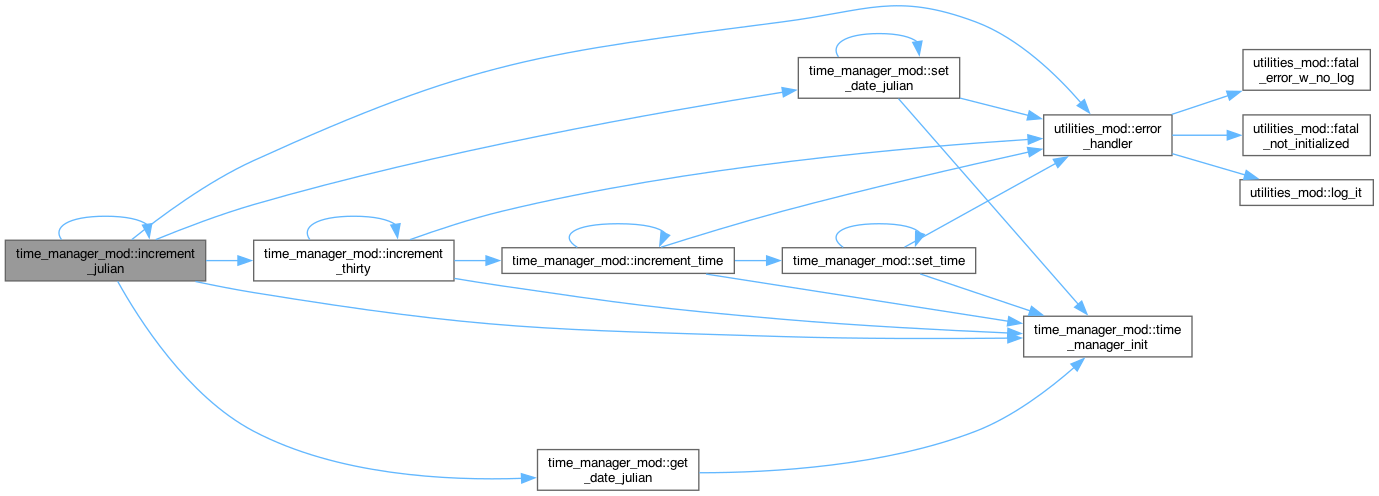 time_manager_mod::increment
_julian
time_manager_mod::increment
_thirty
time_manager_mod::increment_time
time_manager_mod::set_time
time_manager_mod::set
_date_julian
time_manager_mod::get
_date_julian
utilities_mod::error
_handler
time_manager_mod::time
_manager_init
utilities_mod::fatal
_error_w_no_log
utilities_mod::fatal
_not_initialized
utilities_mod::log_it